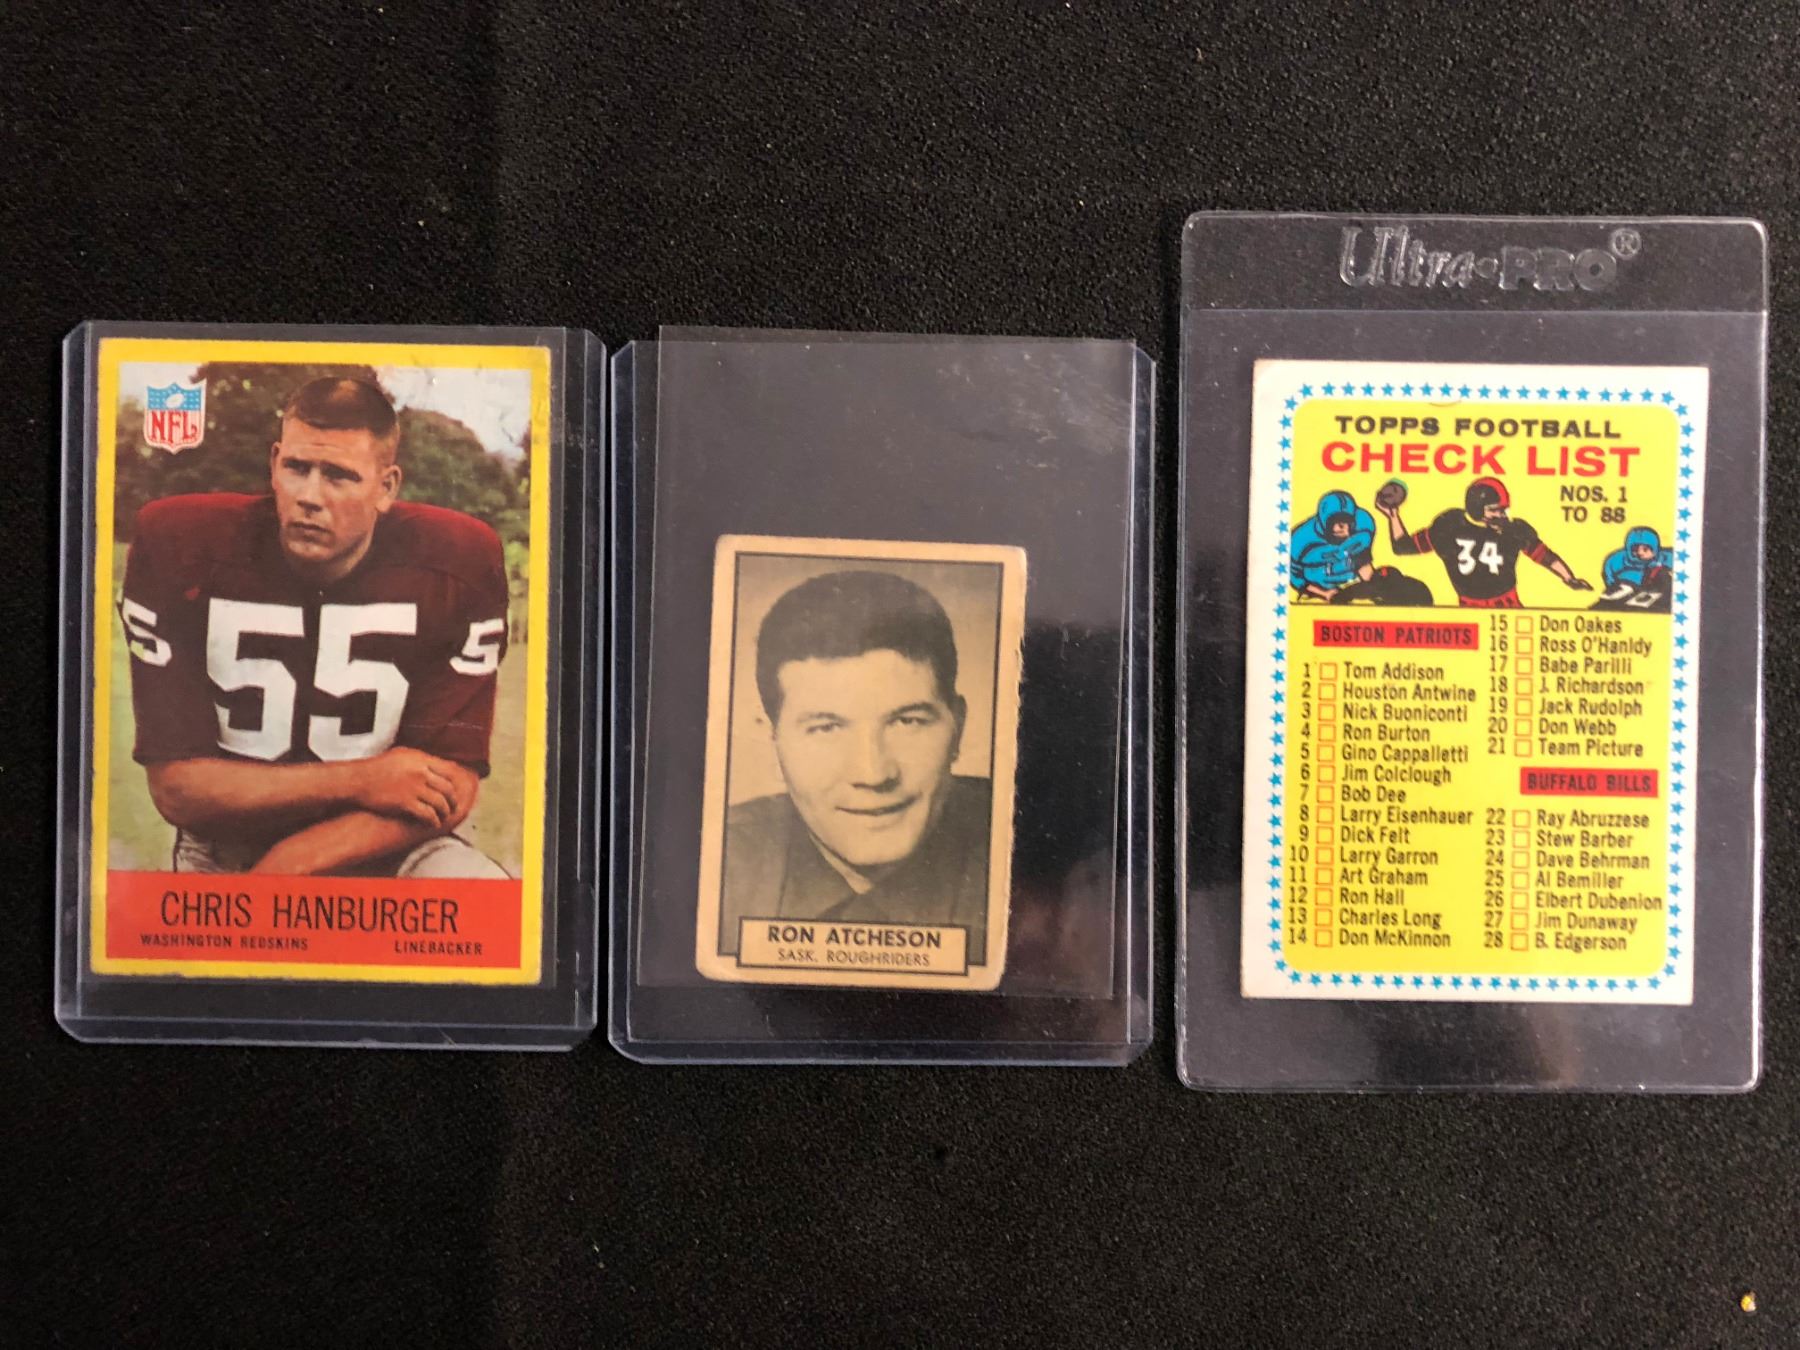 NFL
5 55 5
CHRIS HANBURGER
WASHINGTON REDSKINS LINEBACKER
RON ATCHESON
SASK. ROUGHRIDERS
Ultra·PRO®
TOPPS FOOTBALL
CHECK LIST
NOS. 1
TO 88
34
BOSTON PATRIOTS
1 Tom Addison
2 Houston Antwine
3 Nick Buoniconti
4 Ron Burton
5 Gino Cappalletti
6 Jim Colclough
7 Bob Dee
8 Larry Eisenhauer
9 Dick Felt
10 Larry Garron
11 Art Graham
12 Ron Hall
13 Charles Long
14 Don McKinnon
15 Don Oakes
16 Ross O'Hanldy
17 Babe Parilli
18 J. Richardson
19 Jack Rudolph
20 Don Webb
21 Team Picture
BUFFALO BILLS
22 Ray Abruzzese
23 Stew Barber
24 Dave Behrman
25 Al Bemiller
26 Elbert Dubenion
27 Jim Dunaway
28 B. Edgerson